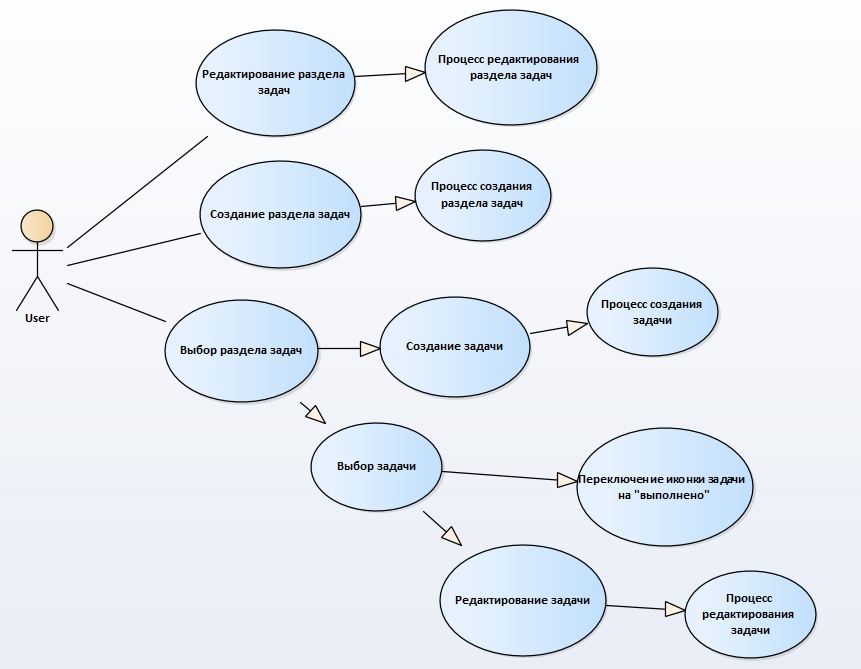 Редактирование раздела
задач
Процесс редактирования
раздела задач
Создание раздела задач
Процесс создания
раздела задач
User
Выбор раздела задач
Создание задачи
Процесс создания
задачи
Выбор задачи
Переключение иконки задачи
на "выполнено"
Редактирование задачи
Процесс
редактирования
задачи